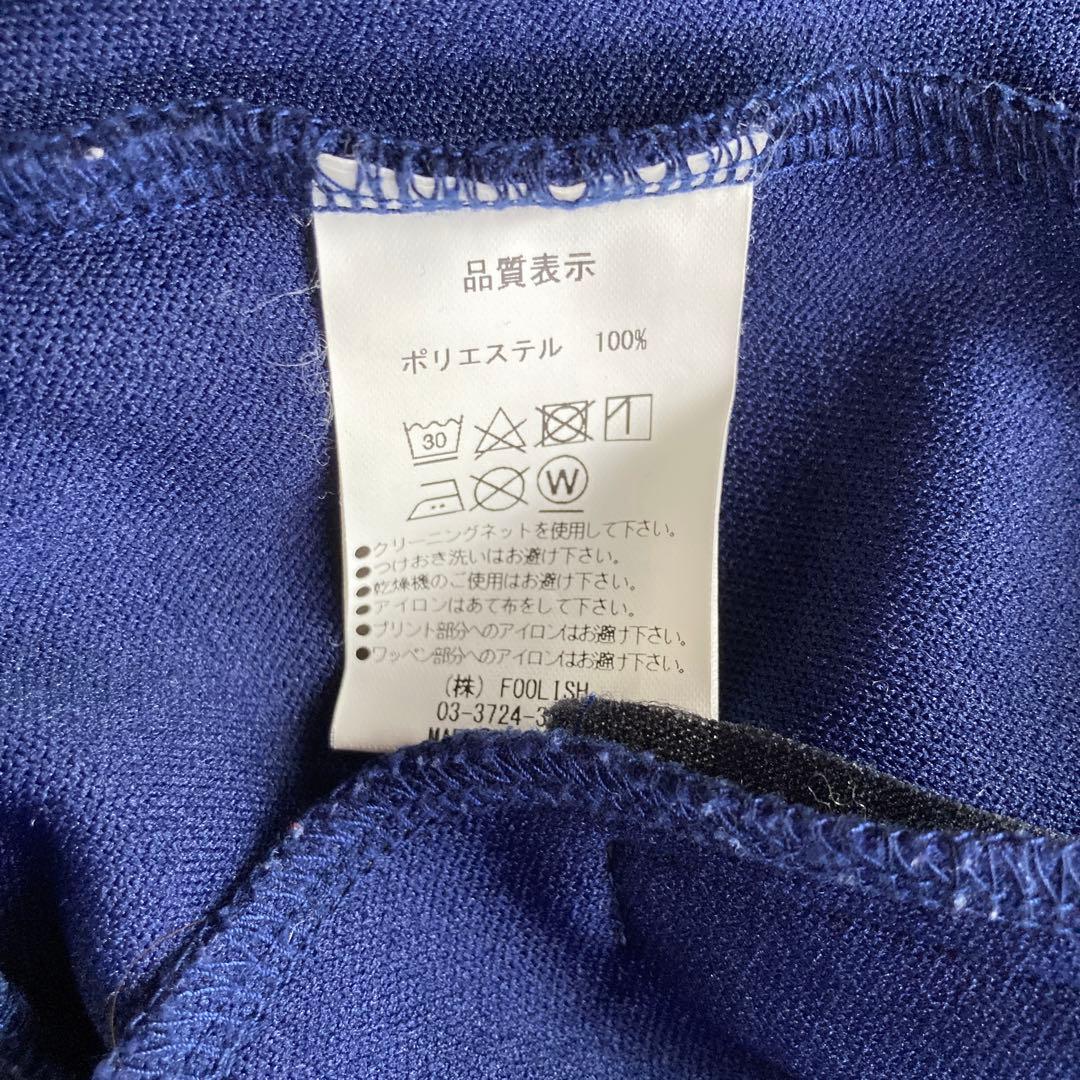 品質表示
ポリエステル 100%
30
W
●クリーニングネットを使用して下さい。
●つけおき洗いはお避け下さい。
●乾燥機のご使用はお避け下さい。
●アイロンはあて布をして下さい。
●プリント部分へのアイロンはお避け下さい。
●ワッペン部分へのアイロンはお避け下さい。
(株) FOOLISH
03-3724-